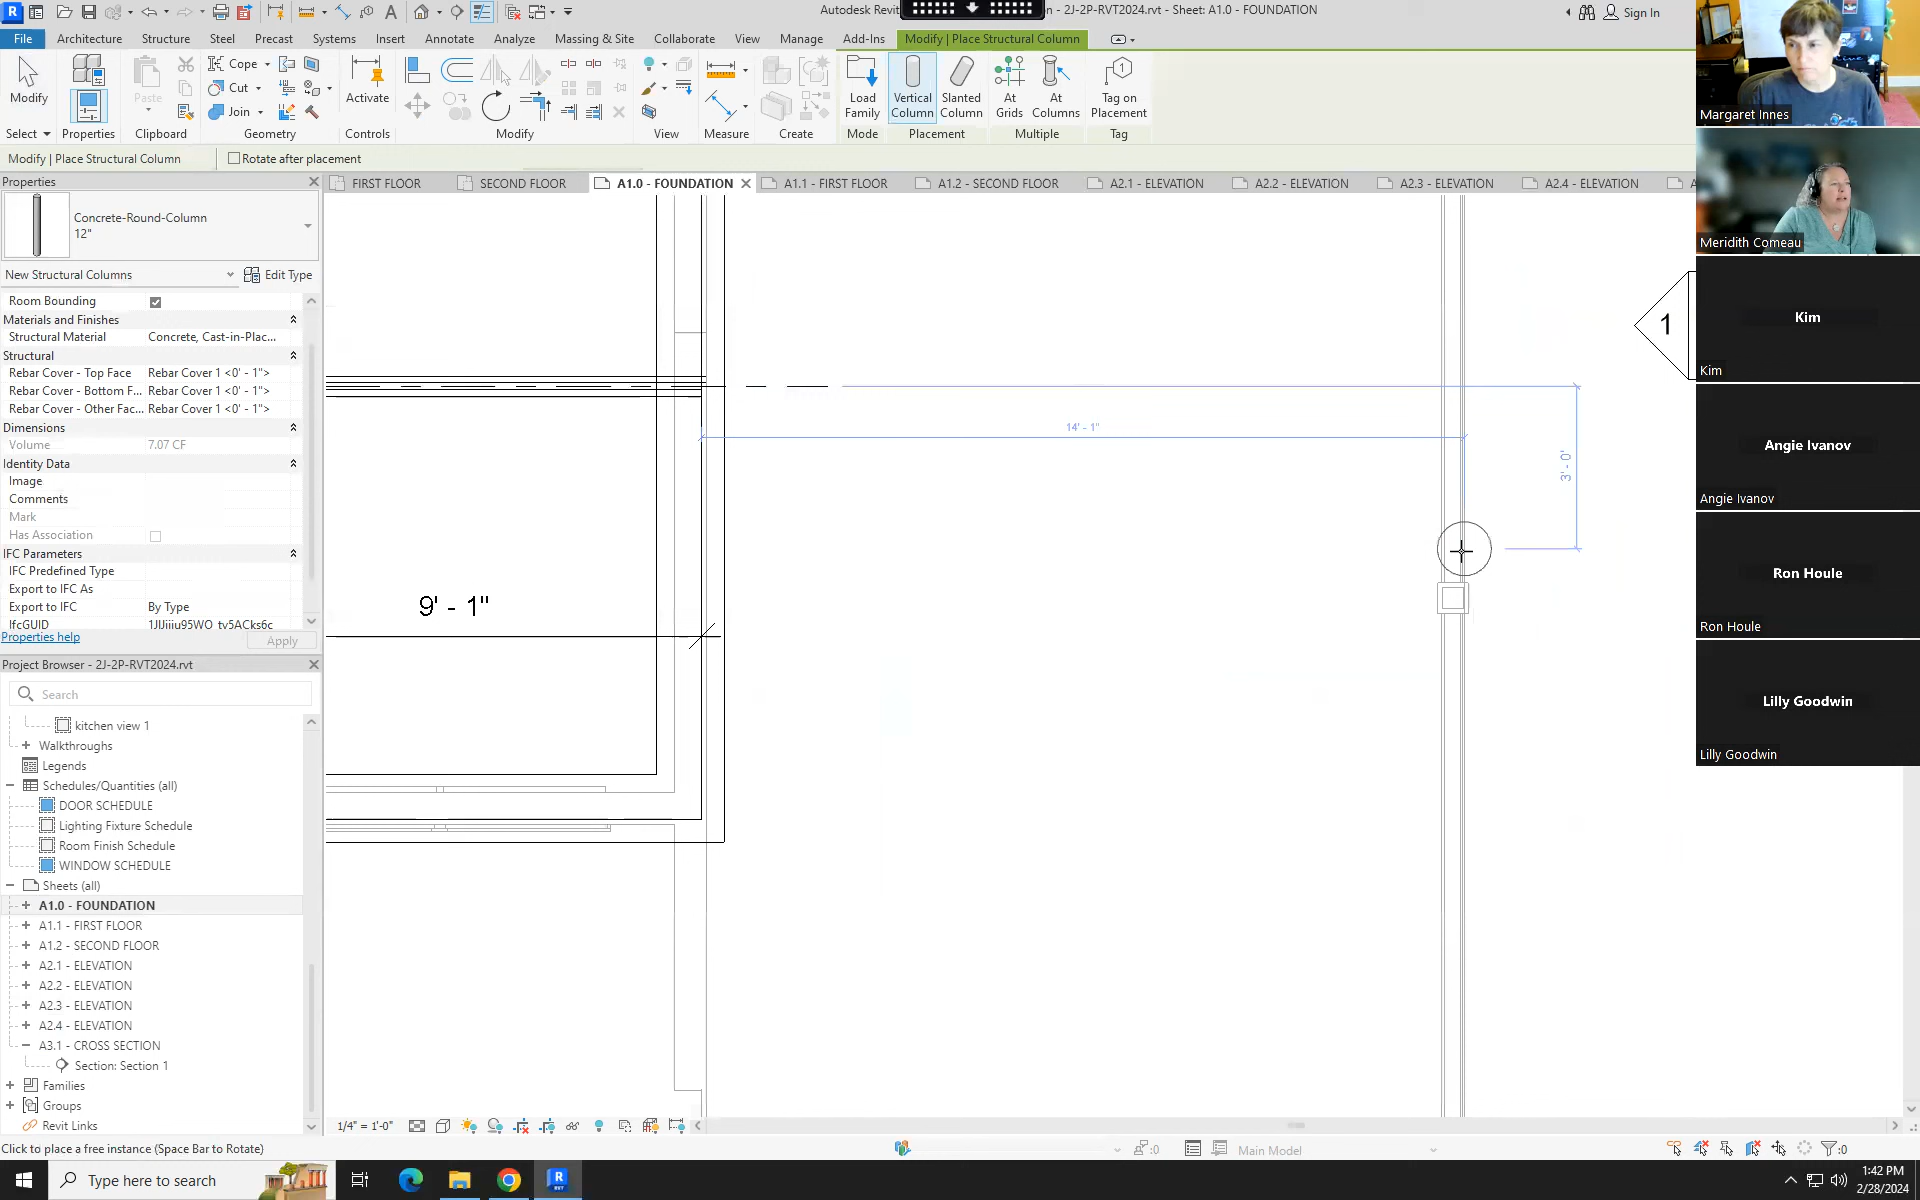 Autodesk Revit
n - 2J-2P-RVT2024.rvt - Sheet: A1.0 - FOUNDATION
Sign In
File
Architecture
Structure
Steel
Precast
Systems
Insert
Annotate
Analyze
Massing & Site
Collaborate
View
Manage
Add-Ins
Modify | Place Structural Column
Modify
Paste
Cope
Cut
Join
Activate
Load
Family
Vertical
Column
Slanted
Column
At
Grids
At
Columns
Tag on
Placement
Select
Properties
Clipboard
Geometry
Controls
Modify
View
Measure
Create
Mode
Placement
Multiple
Tag
Modify | Place Structural Column
Rotate after placement
Properties
FIRST FLOOR
SECOND FLOOR
A1.0 - FOUNDATION
A1.1 - FIRST FLOOR
A1.2 - SECOND FLOOR
A2.1 - ELEVATION
A2.2 - ELEVATION
A2.3 - ELEVATION
A2.4 - ELEVATION
Concrete-Round-Column
12"
New Structural Columns
Edit Type
Room Bounding
Materials and Finishes
Structural Material Concrete, Cast-in-Plac...
Structural
Rebar Cover - Top Face Rebar Cover 1 <0' - 1">
Rebar Cover - Bottom F... Rebar Cover 1 <0' - 1">
Rebar Cover - Other Fac... Rebar Cover 1 <0' - 1">
Dimensions
Volume 7.07 CF
Identity Data
Image
Comments
Mark
Has Association
IFC Parameters
IFC Predefined Type
Export to IFC As
Export to IFC By Type
IfcGUID
Properties help
Apply
Project Browser - 2J-2P-RVT2024.rvt
Search
kitchen view 1
Walkthroughs
Legends
Schedules/Quantities (all)
DOOR SCHEDULE
Lighting Fixture Schedule
Room Finish Schedule
WINDOW SCHEDULE
Sheets (all)
A1.0 - FOUNDATION
A1.1 - FIRST FLOOR
A1.2 - SECOND FLOOR
A2.1 - ELEVATION
A2.2 - ELEVATION
A2.3 - ELEVATION
A2.4 - ELEVATION
A3.1 - CROSS SECTION
Section: Section 1
Families
Groups
Revit Links
14' - 1"
3' - 0"
9' - 1"
1
1/4" = 1'-0"
Click to place a free instance (Space Bar to Rotate)
:0
Main Model
:0
Type here to search
1:42 PM
2/28/2024
Margaret Innes
Meridith Comeau
Kim
Kim
Angie Ivanov
Angie Ivanov
Ron Houle
Ron Houle
Lilly Goodwin
Lilly Goodwin